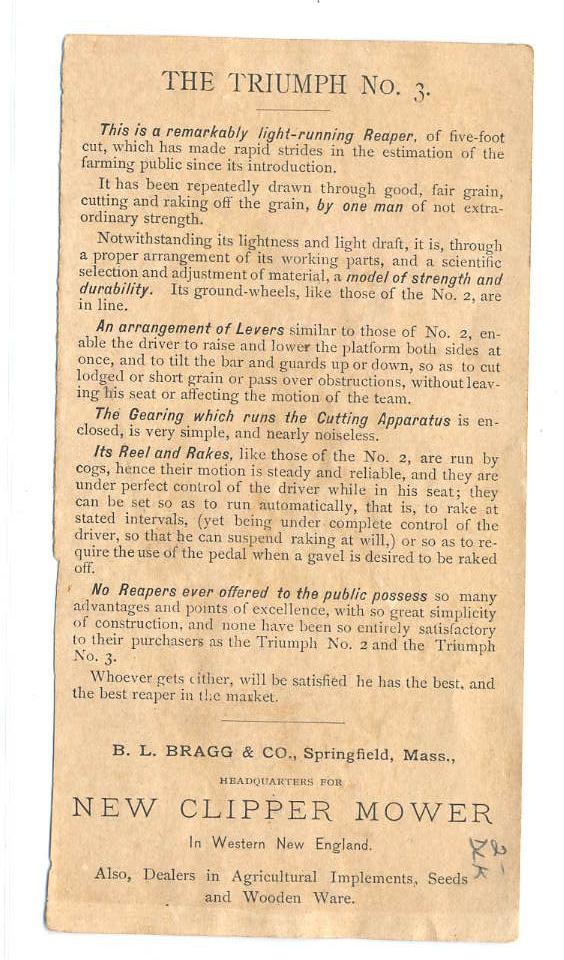 THE TRIUMPH No. 3.
This is a remarkably light-running Reaper, of five-foot
cut, which has made rapid strides in the estimation of the
farming public since its introduction.
It has been repeatedly drawn through good, fair grain,
cutting and raking off the grain, by one man of not extra-
ordinary strength.
Notwithstanding its lightness and light draft, it is, through
a proper arrangement of its working parts, and a scientific
selection and adjustment of material, a model of strength and
durability. Its ground-wheels, like those of the No. 2, are
in line.
An arrangement of Levers similar to those of No. 2, en-
able the driver to raise and lower the platform both sides at
once, and to tilt the bar and guards up or down, so as to cut
lodged or short grain or pass over obstructions, without leav-
ing his seat or affecting the motion of the team.
The Gearing which runs the Cutting Apparatus is en-
closed, is very simple, and nearly noiseless.
Its Reel and Rakes, like those of the No. 2, are run by
cogs, hence their motion is steady and reliable, and they are
under perfect control of the driver while in his seat; they
can be set so as to run automatically, that is, to rake at
stated intervals, (yet being under complete control of the
driver, so that he can suspend raking at will,) or so as to re-
quire the use of the pedal when a gavel is desired to be raked
off.
No Reapers ever offered to the public possess so many
advantages and points of excellence, with so great simplicity
of construction, and none have been so entirely satisfactory
to their purchasers as the Triumph No. 2 and the Triumph
No. 3.
Whoever gets either, will be satisfied he has the best, and
the best reaper in the market.
B. L. BRAGG & CO., Springfield, Mass.,
HEADQUARTERS FOR
NEW CLIPPER MOWER
In Western New England.
Also, Dealers in Agricultural Implements, Seeds
and Wooden Ware.